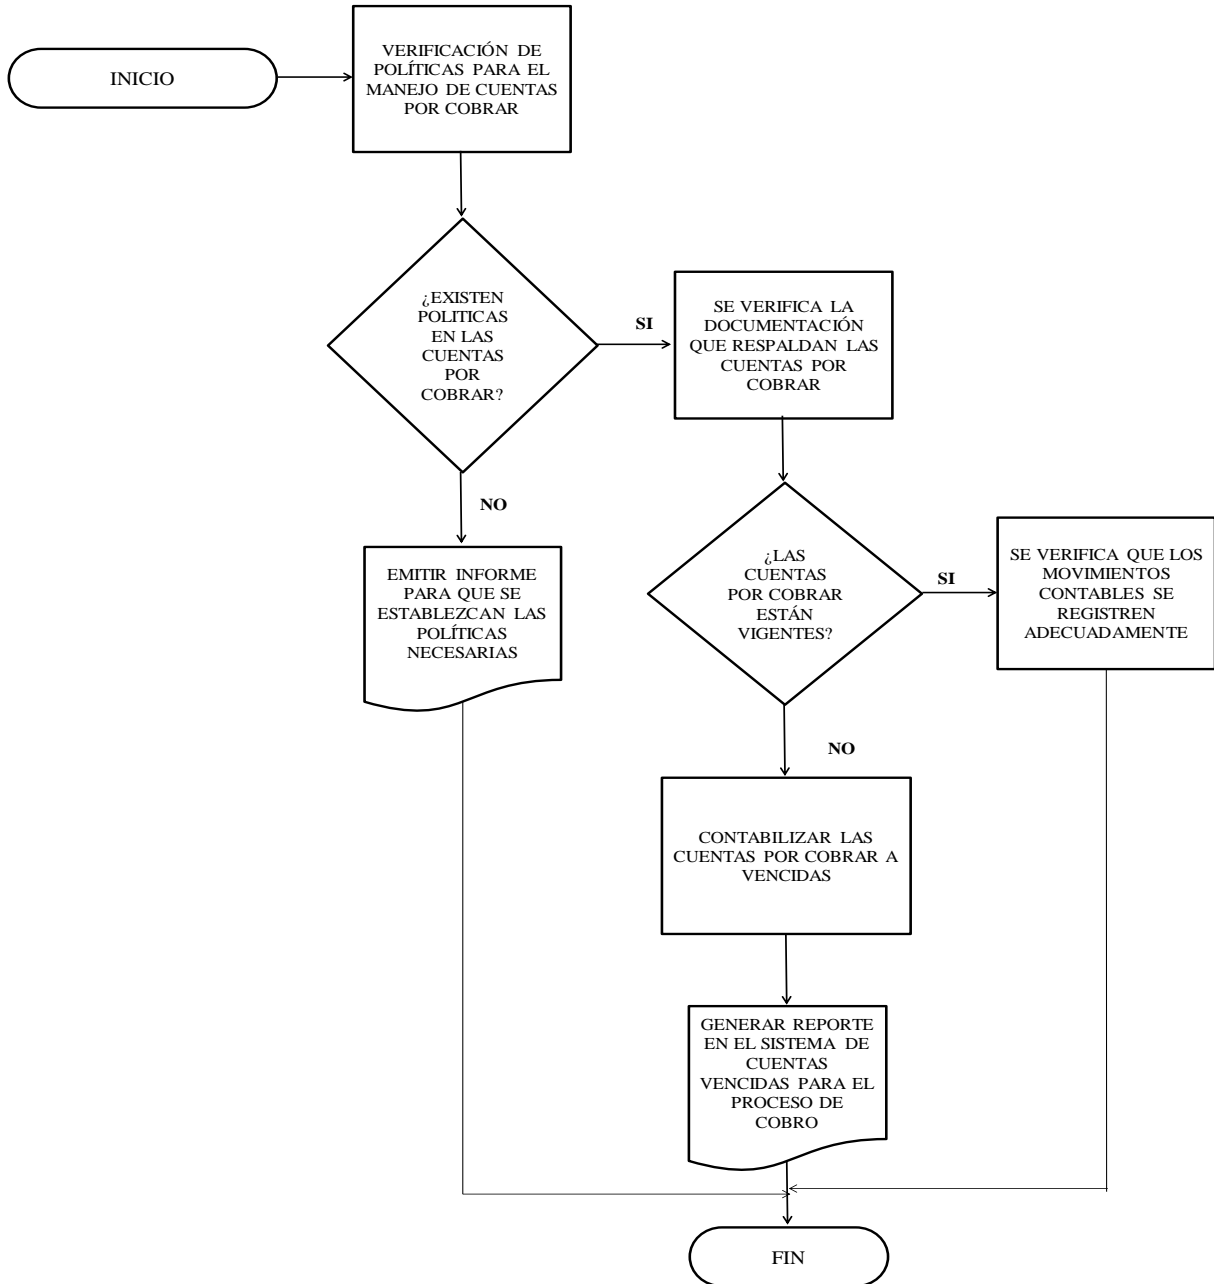 INICIO
VERIFICACIÓN DE
POLÍTICAS PARA EL
MANEJO DE CUENTAS
POR COBRAR
¿EXISTEN
POLITICAS
EN LAS
CUENTAS
POR
COBRAR?
SI
SE VERIFICA LA
DOCUMENTACIÓN
QUE RESPALDAN LAS
CUENTAS POR
COBRAR
NO
EMITIR INFORME
PARA QUE SE
ESTABLEZCAN LAS
POLÍTICAS
NECESARIAS
¿LAS
CUENTAS
POR COBRAR
ESTÁN
VIGENTES?
SI
SE VERIFICA QUE LOS
MOVIMIENTOS
CONTABLES SE
REGISTREN
ADECUADAMENTE
NO
CONTABILIZAR LAS
CUENTAS POR COBRAR A
VENCIDAS
GENERAR REPORTE
EN EL SISTEMA DE
CUENTAS
VENCIDAS PARA EL
PROCESO DE
COBRO
FIN